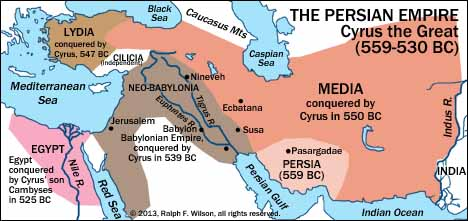 THE PERSIAN EMPIRE
Cyrus the Great
(559-530 BC)
Black
Sea
Caucasus Mts
Caspian
Sea
LYDIA
conquered by
Cyrus, 547 BC
CILICIA
(independent)
Mediterranean
Sea
NEO-BABYLONIA
Nineveh
Tigris R.
Euphrates R.
Ecbatana
MEDIA
conquered by
Cyrus in 550 BC
Jerusalem
Babylon
Susa
Babylonian Empire,
conquered by
Cyrus in 539 BC
Pasargadae
PERSIA
(559 BC)
Indus R.
INDIA
EGYPT
Egypt
conquered
by Cyrus' son
Cambyses
in 525 BC
Nile R.
Red Sea
Persian Gulf
Indian Ocean
© 2013, Ralph F. Wilson, all rights reserved.